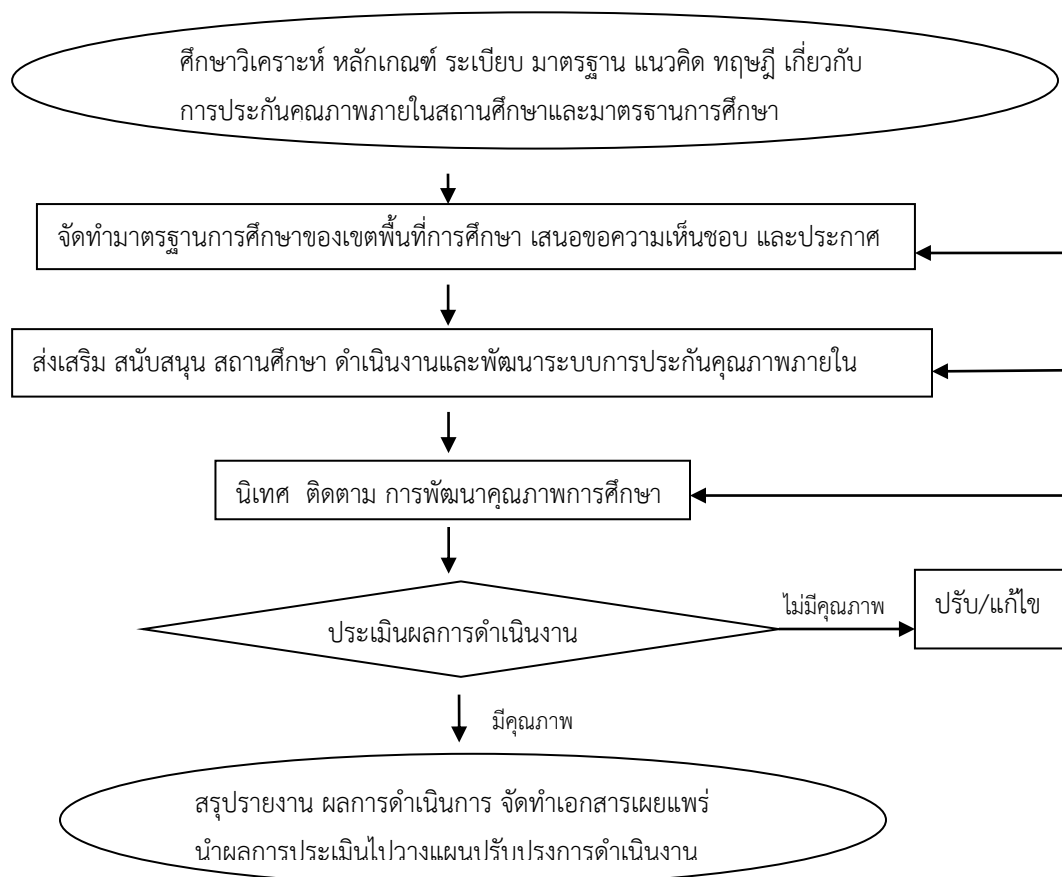 ศึกษาวิเคราะห์ หลักเกณฑ์ ระเบียบ มาตรฐาน แนวคิด ทฤษฎี เกี่ยวกับ
การประกันคุณภาพภายในสถานศึกษาและมาตรฐานการศึกษา
จัดทำมาตรฐานการศึกษาของเขตพื้นที่การศึกษา เสนอขอความเห็นชอบ และประกาศ
ส่งเสริม สนับสนุน สถานศึกษา ดำเนินงานและพัฒนาระบบการประกันคุณภาพภายใน
นิเทศ ติดตาม การพัฒนาคุณภาพการศึกษา
ไม่มีคุณภาพ
ปรับ/แก้ไข
ประเมินผลการดำเนินงาน
มีคุณภาพ
สรุปรายงาน ผลการดำเนินการ จัดทำเอกสารเผยแพร่
นำผลการประเมินไปวางแผนปรับปรุงการดำเนินงาน